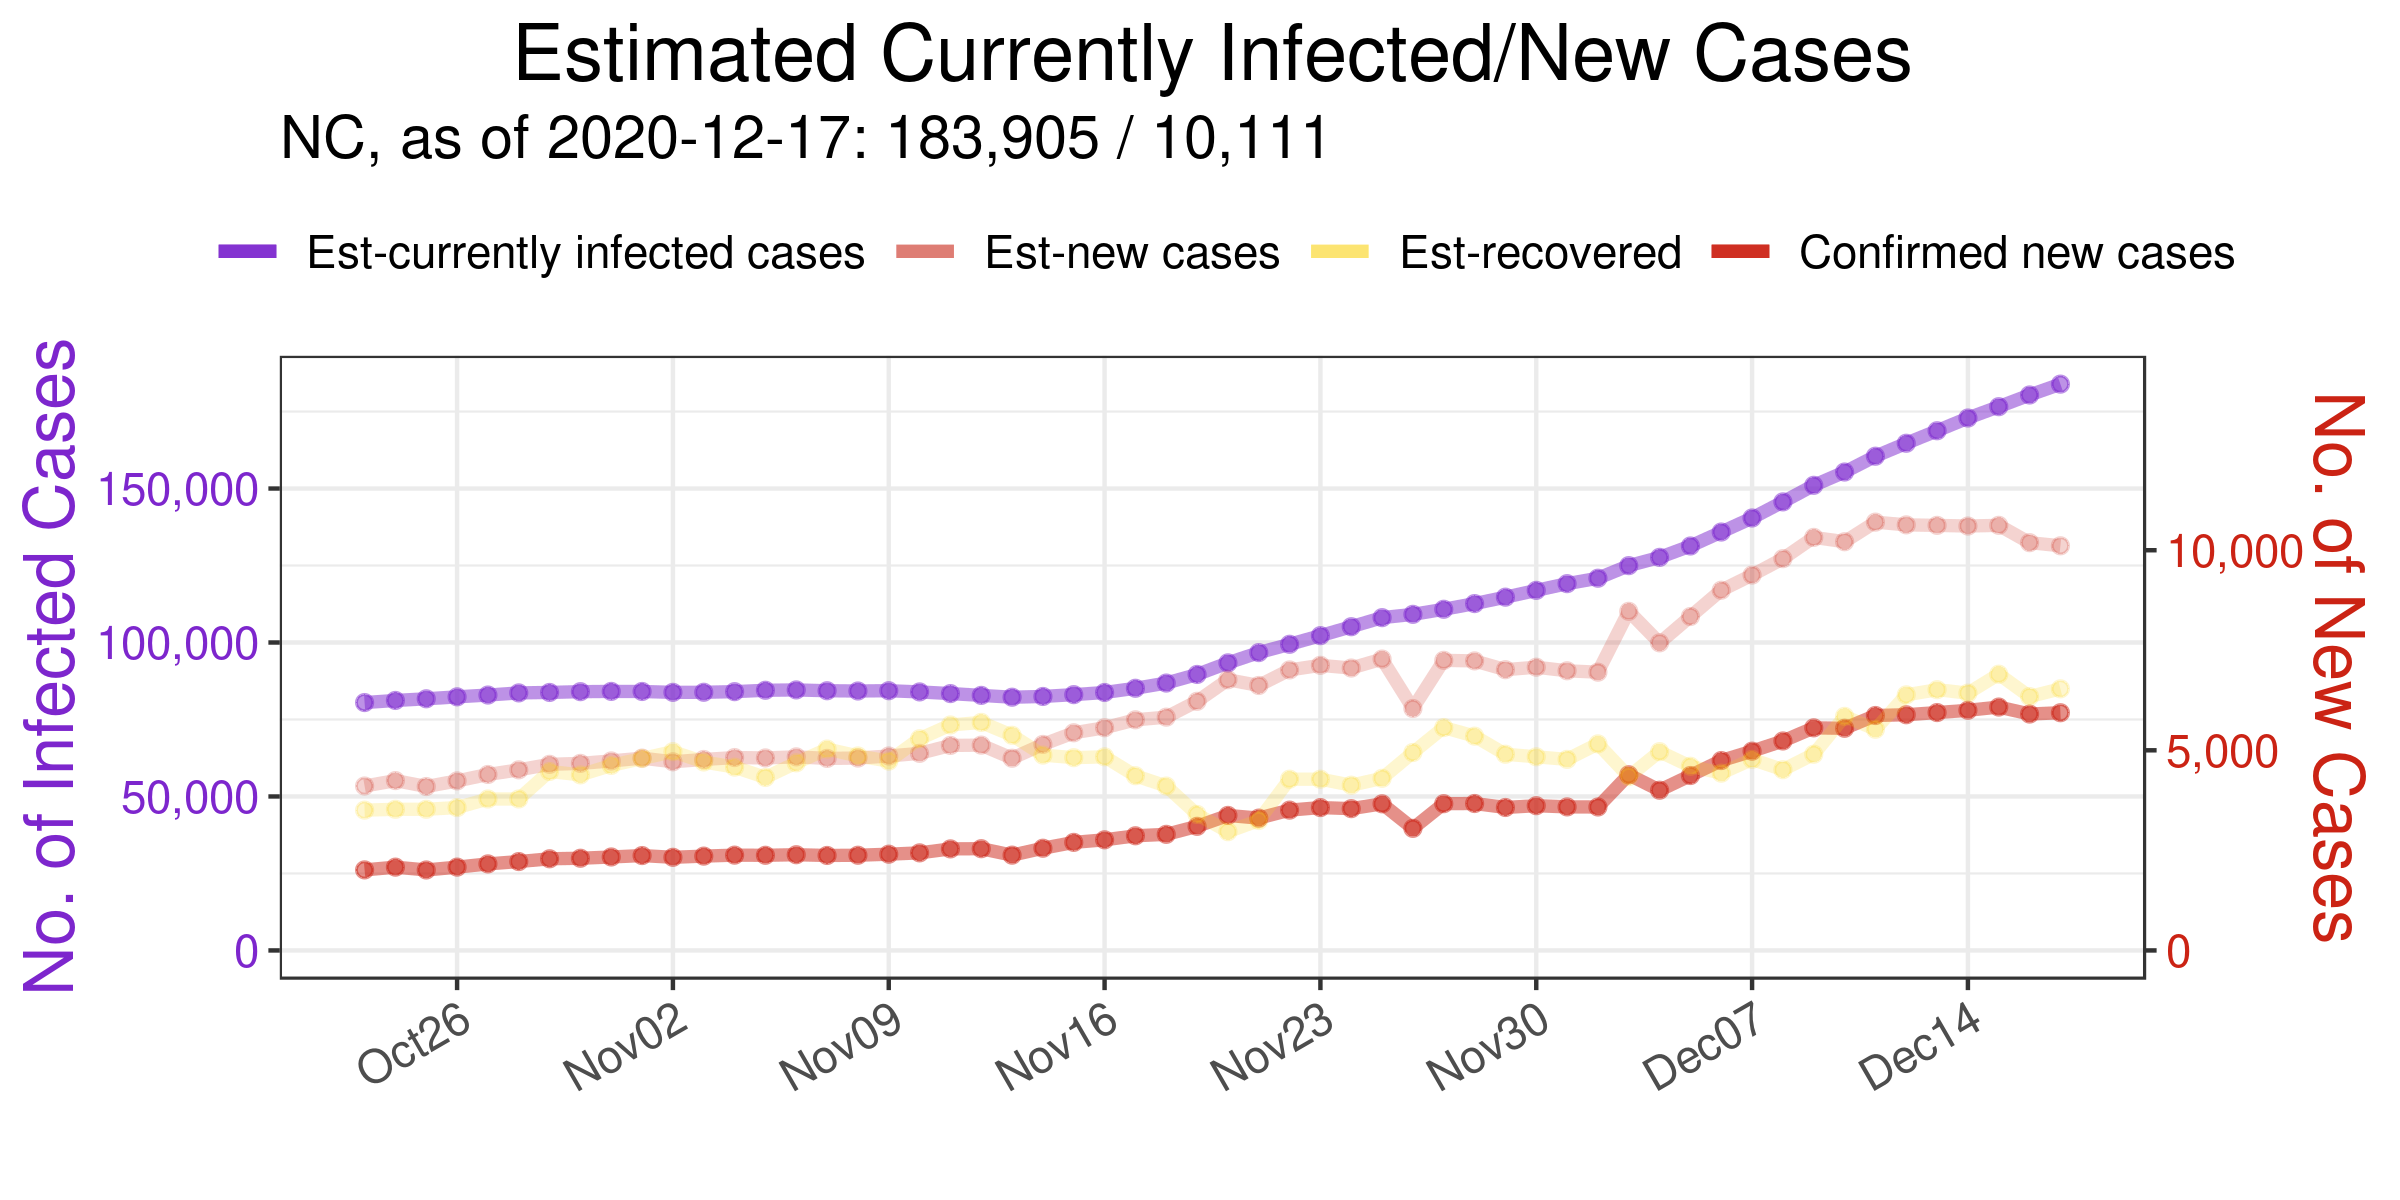 Estimated Currently Infected/New Cases
NC, as of 2020-12-17: 183,905 / 10,111
Est-currently infected cases Est-new cases Est-recovered Confirmed new cases
No. of Infected Cases
150,000
100,000
50,000
0
10,000
5,000
0
No. of New Cases
Oct26 Nov02 Nov09 Nov16 Nov23 Nov30 Dec07 Dec14